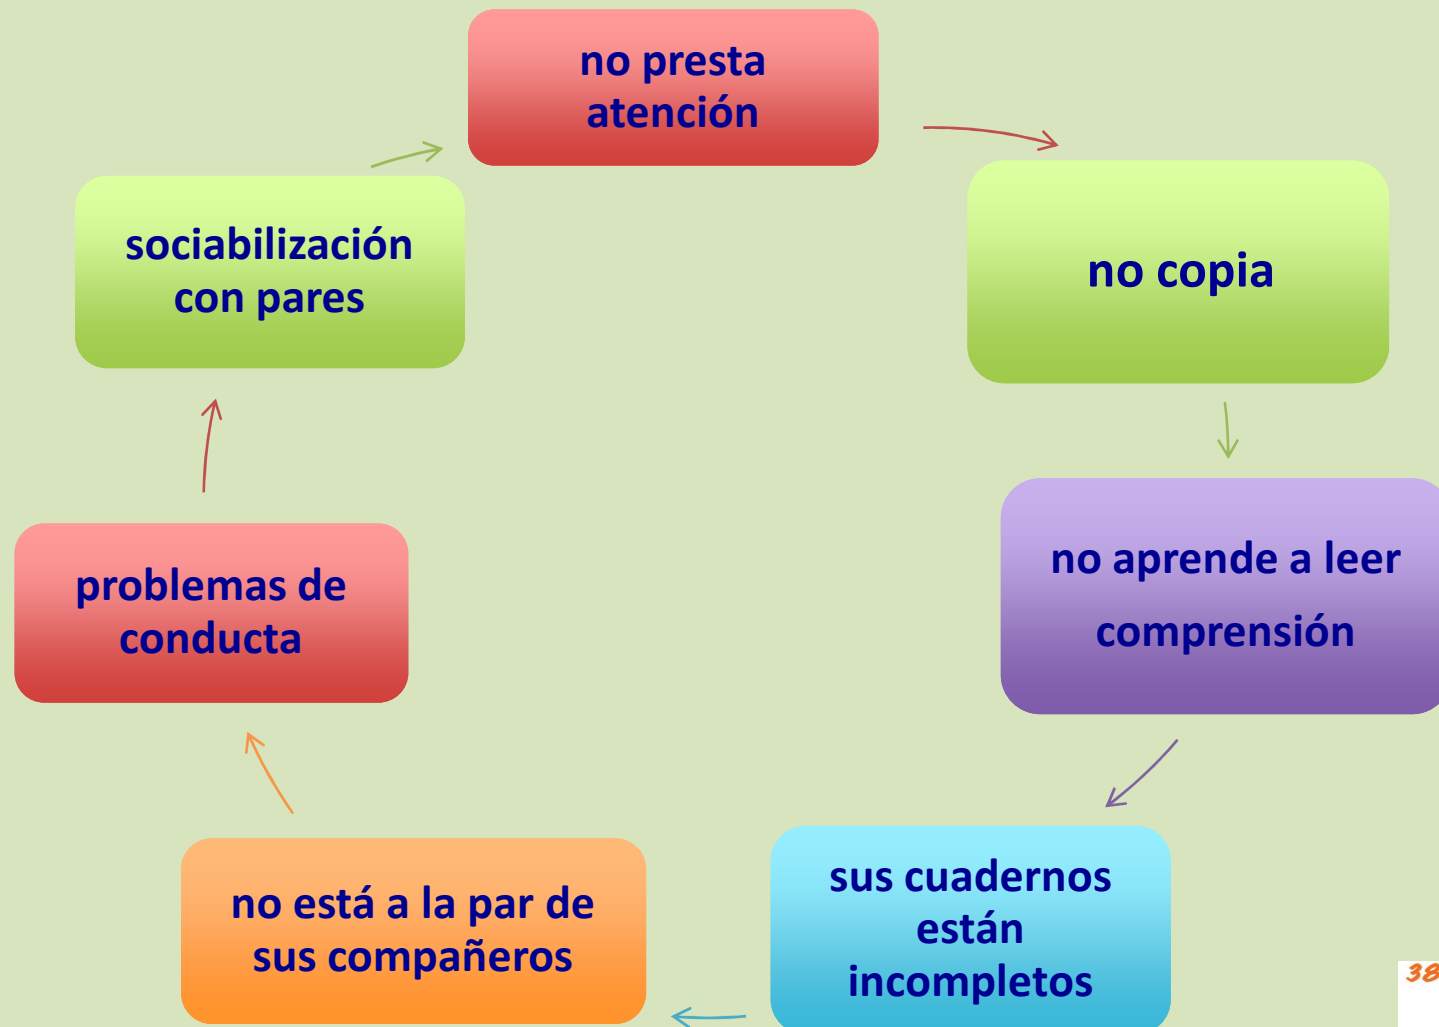 no presta
atención
no copia
no aprende a leer
comprensión
sus cuadernos
están
incompletos
no está a la par de
sus compañeros
problemas de
conducta
sociabilización
con pares
38